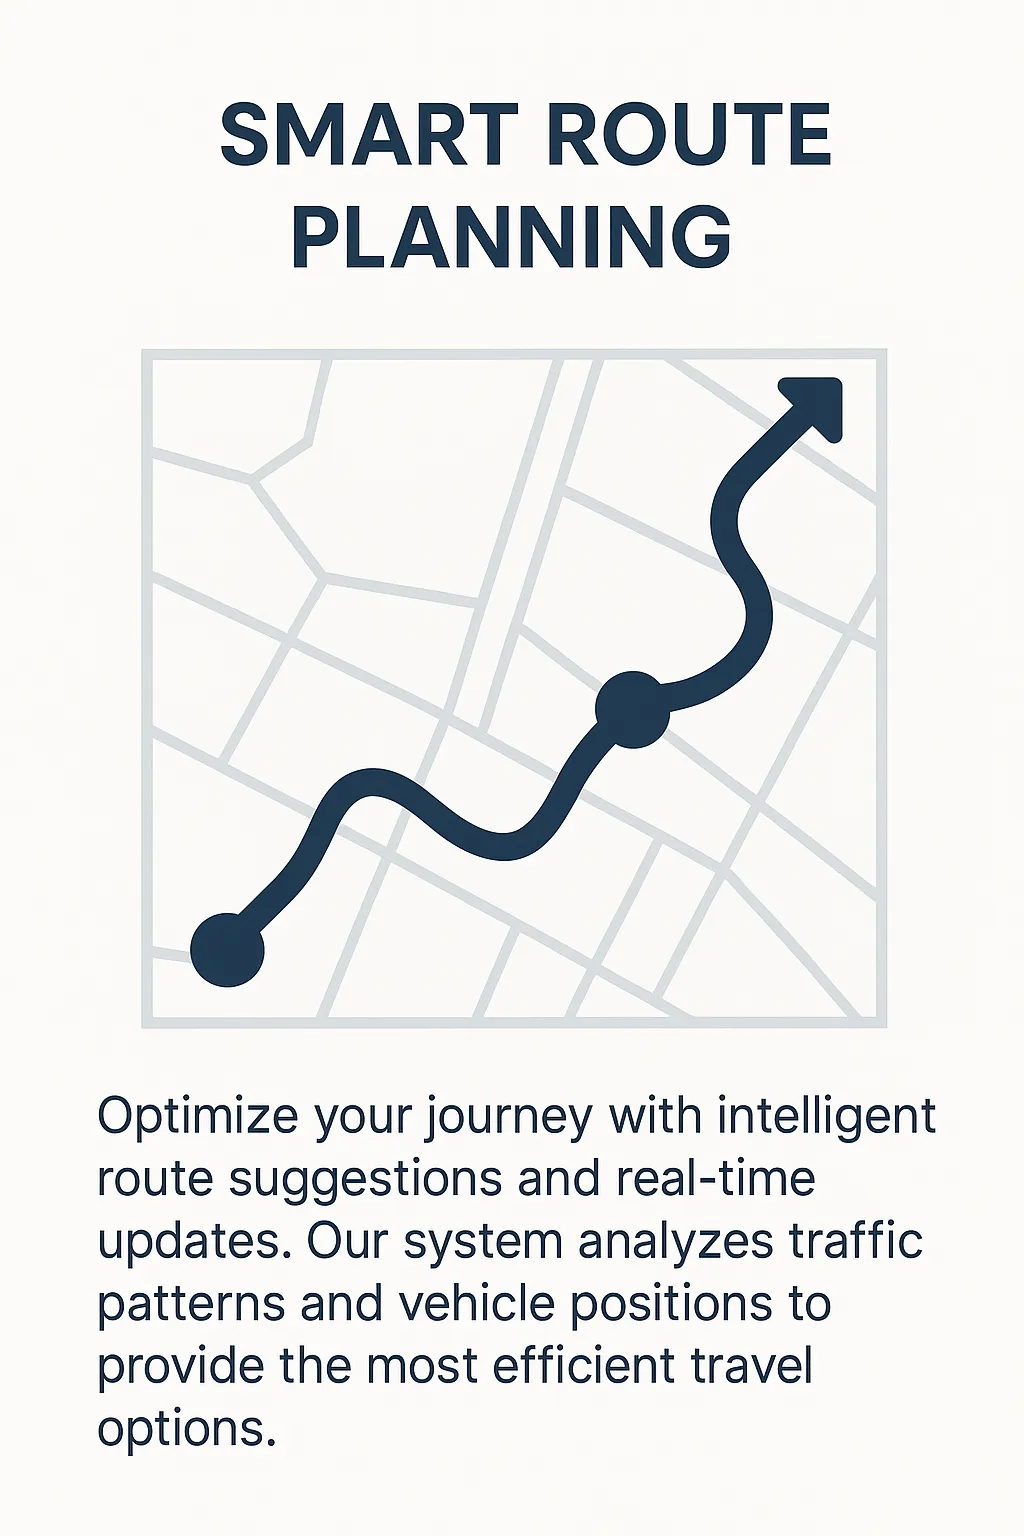 SMART ROUTE
PLANNING
Optimize your journey with intelligent
route suggestions and real-time
updates. Our system analyzes traffic
patterns and vehicle positions to
provide the most efficient travel
options.